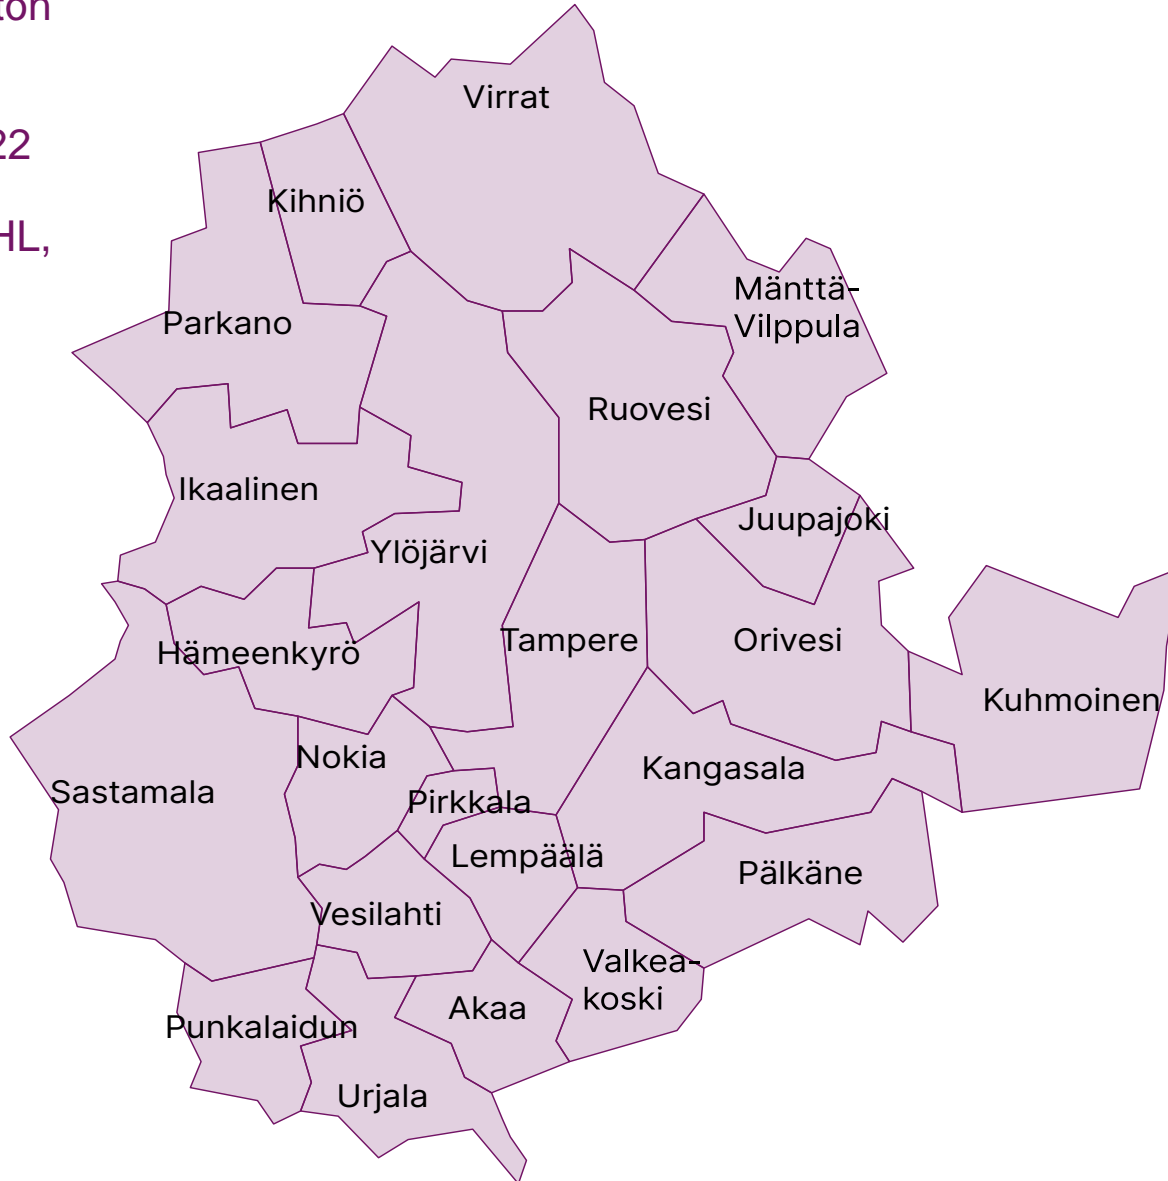 22
Virrat
Kihniö
Mänttä-
Vilppula
Parkano
Ruovesi
Ikaalinen
Juupajoki
Ylöjärvi
Tampere
Orivesi
Hämeenkyrö
Kuhmoinen
Nokia
Kangasala
Sastamala
Pirkkala
Lempäälä
Pälkäne
Vesilahti
Valkea-
koski
Akaa
Punkalaidun
Urjala